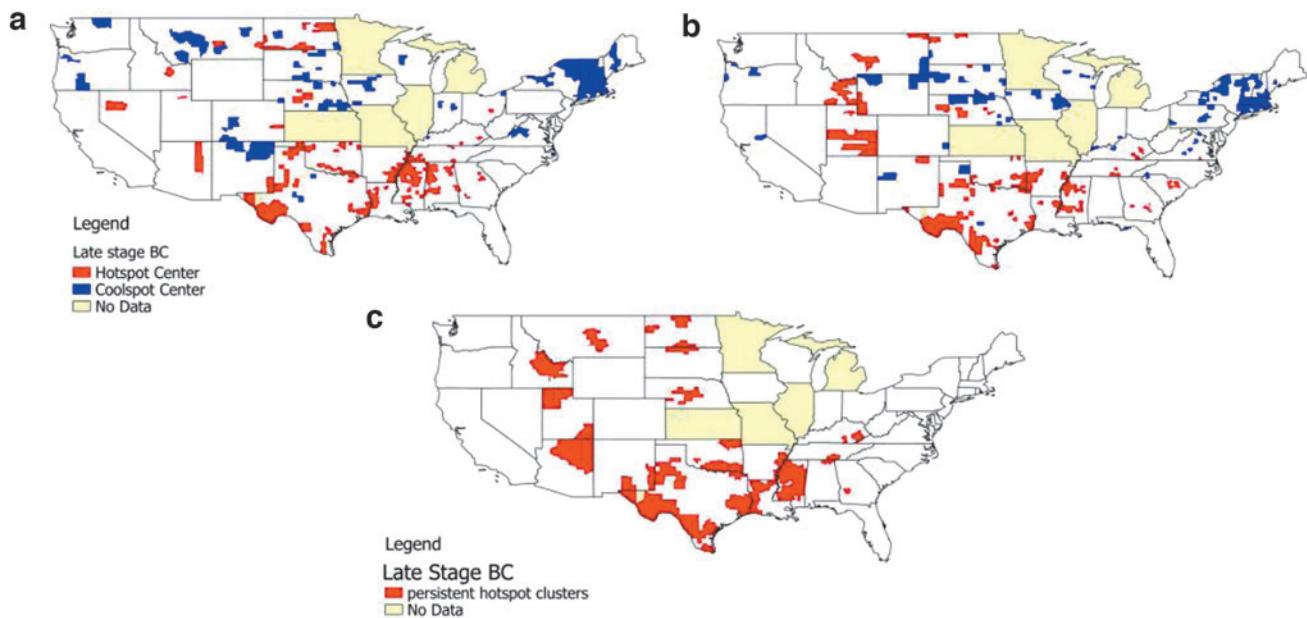 a
b
Legend
Late stage BC
Hotspot Center
Coolspot Center
No Data
c
Legend
Late Stage BC
persistent hotspot clusters
No Data